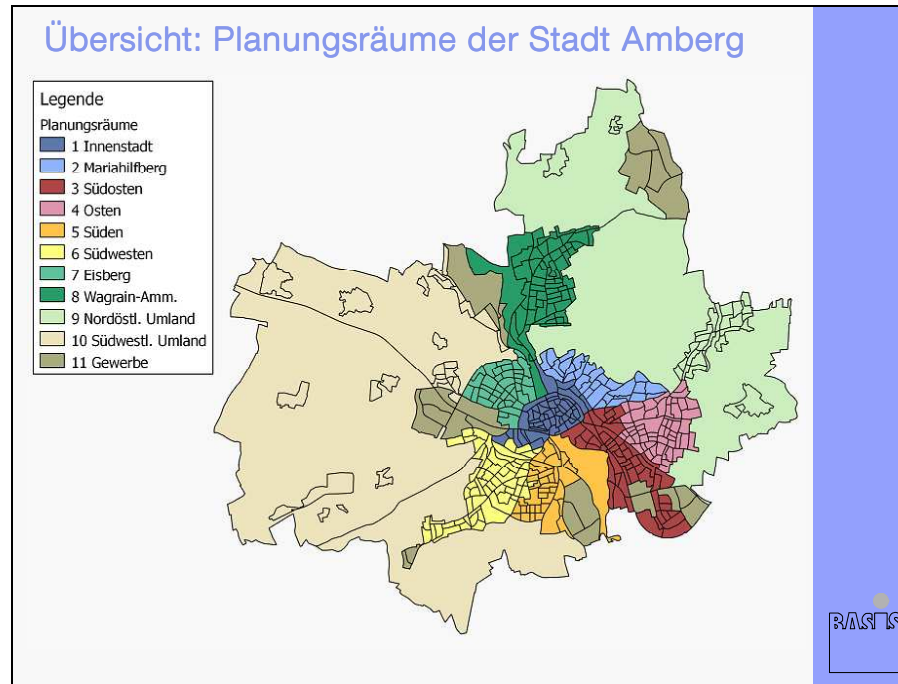 Übersicht: Planungsräume der Stadt Amberg
Legende
Planungsräume
1 Innenstadt
2 Mariahilfberg
3 Südosten
4 Osten
5 Süden
6 Südwesten
7 Eisberg
8 Wagrain-Amm.
9 Nordöstl. Umland
10 Südwestl. Umland
11 Gewerbe
BASIS